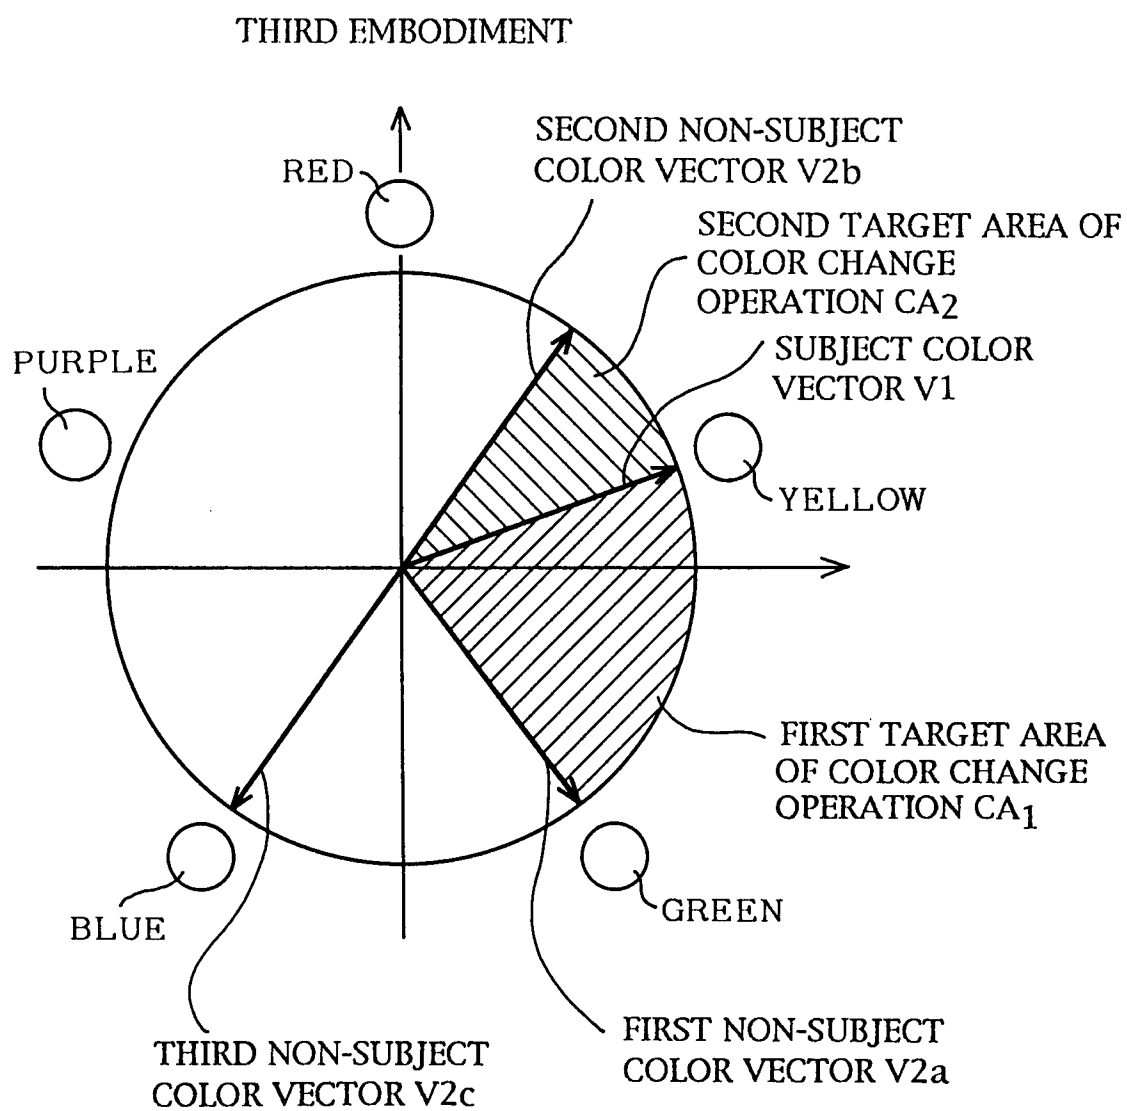 THIRD EMBODIMENT
SECOND NON-SUBJECT
COLOR VECTOR V2b
RED
SECOND TARGET AREA OF
COLOR CHANGE
OPERATION CA2
SUBJECT COLOR
VECTOR V1
PURPLE
YELLOW
FIRST TARGET AREA
OF COLOR CHANGE
OPERATION CA1
BLUE
GREEN
FIRST NON-SUBJECT
COLOR VECTOR V2a
THIRD NON-SUBJECT
COLOR VECTOR V2c